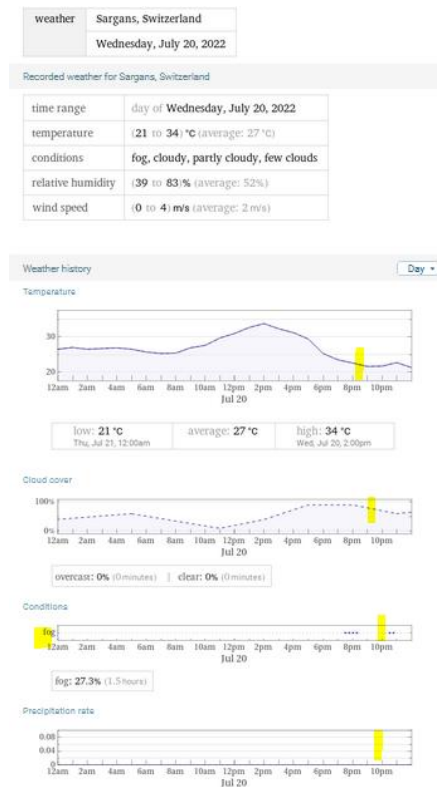 weather Sargans, Switzerland
Wednesday, July 20, 2022
Recorded weather for Sargans, Switzerland
time range day of Wednesday, July 20, 2022
temperature (21 to 34) °C (average: 27 °C)
conditions fog, cloudy, partly cloudy, few clouds
relative humidity (39 to 83)% (average: 52%)
wind speed (0 to 4) m/s (average: 2 m/s)
Weather history Day
Temperature
30
20
12am 2am 4am 6am 8am 10am 12pm 2pm 4pm 6pm 8pm 10pm
Jul 20
low: 21 °C average: 27 °C high: 34 °C
Thu, Jul 21, 12:00am Wed, Jul 20, 2:00pm
Cloud cover
100%
0%
12am 2am 4am 6am 8am 10am 12pm 2pm 4pm 6pm 8pm 10pm
Jul 20
overcast: 0% (0 minutes) | clear: 0% (0 minutes)
Conditions
fog
12am 2am 4am 6am 8am 10am 12pm 2pm 4pm 6pm 8pm 10pm
Jul 20
fog: 27.3% (1.5 hours)
Precipitation rate
0.08
0.04
0
12am 2am 4am 6am 8am 10am 12pm 2pm 4pm 6pm 8pm 10pm
Jul 20